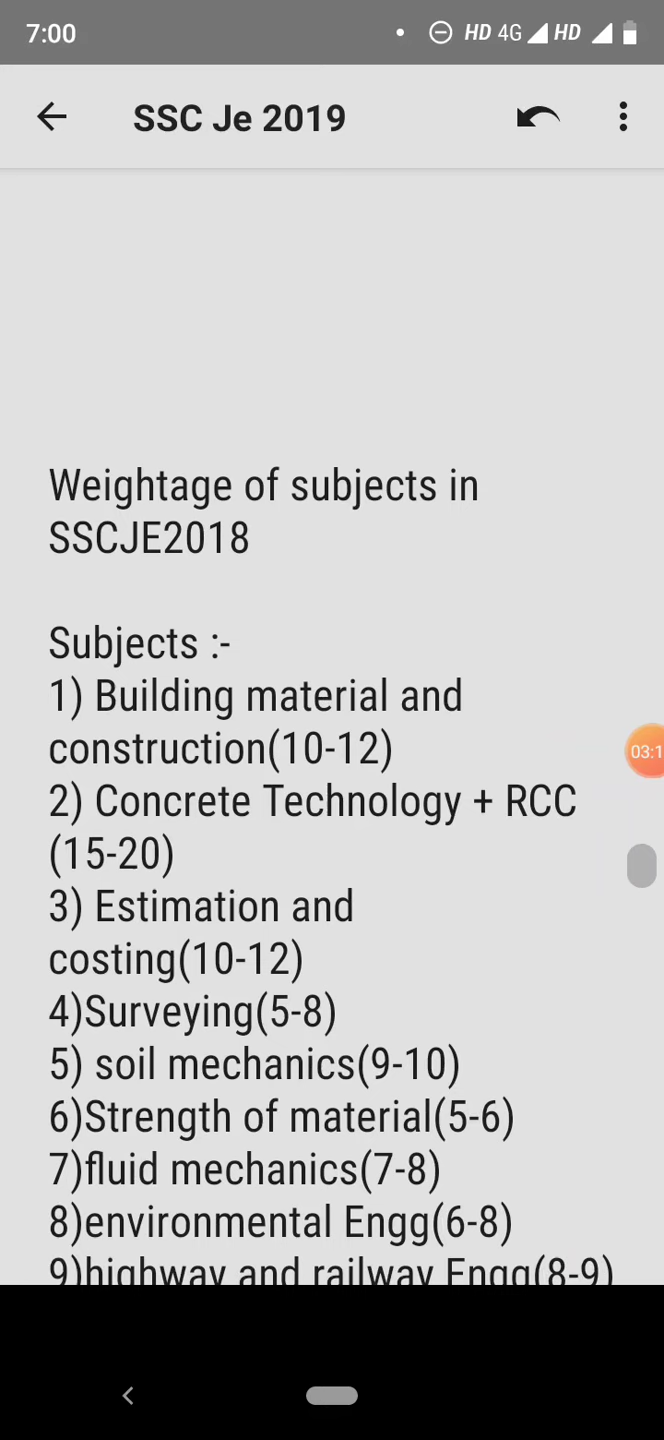 7:00 HD 4G HD
SSC Je 2019
Weightage of subjects in
SSCJE2018
Subjects :-
1) Building material and
construction(10-12)
03:1
2) Concrete Technology + RCC
(15-20)
3) Estimation and
costing(10-12)
4)Surveying(5-8)
5) soil mechanics(9-10)
6)Strength of material(5-6)
7)fluid mechanics(7-8)
8)environmental Engg(6-8)
9)highway and railway Engg(8-9)